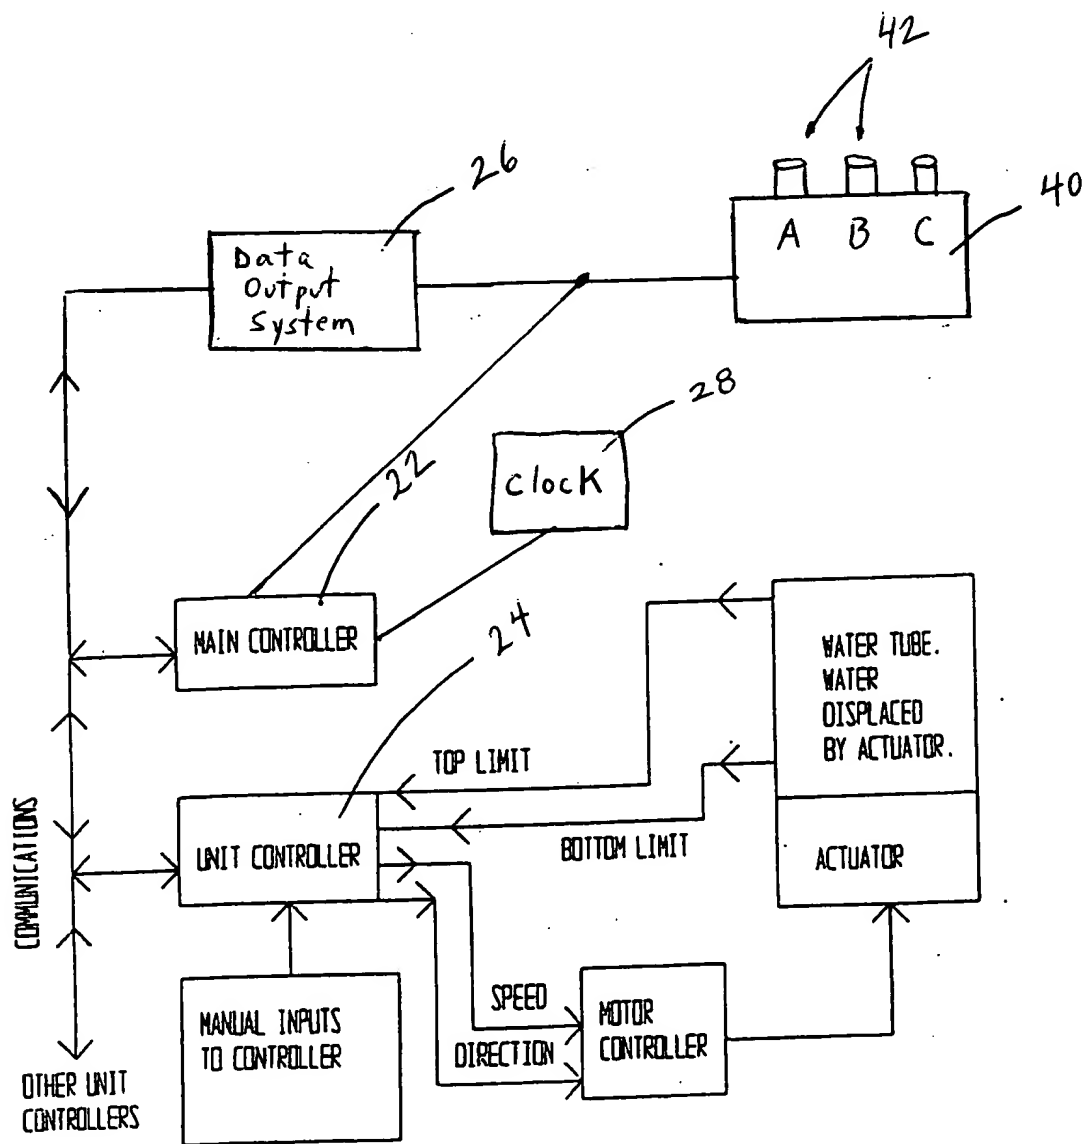 42
26
40
A B C
Data
Output
System
28
Clock
22
MAIN CONTROLLER
24
WATER TUBE.
WATER
DISPLACED
BY ACTUATOR.
TOP LIMIT
BOTTOM LIMIT
UNIT CONTROLLER
ACTUATOR
COMMUNICATIONS
MANUAL INPUTS
TO CONTROLLER
SPEED
DIRECTION
MOTOR
CONTROLLER
OTHER UNIT
CONTROLLERS